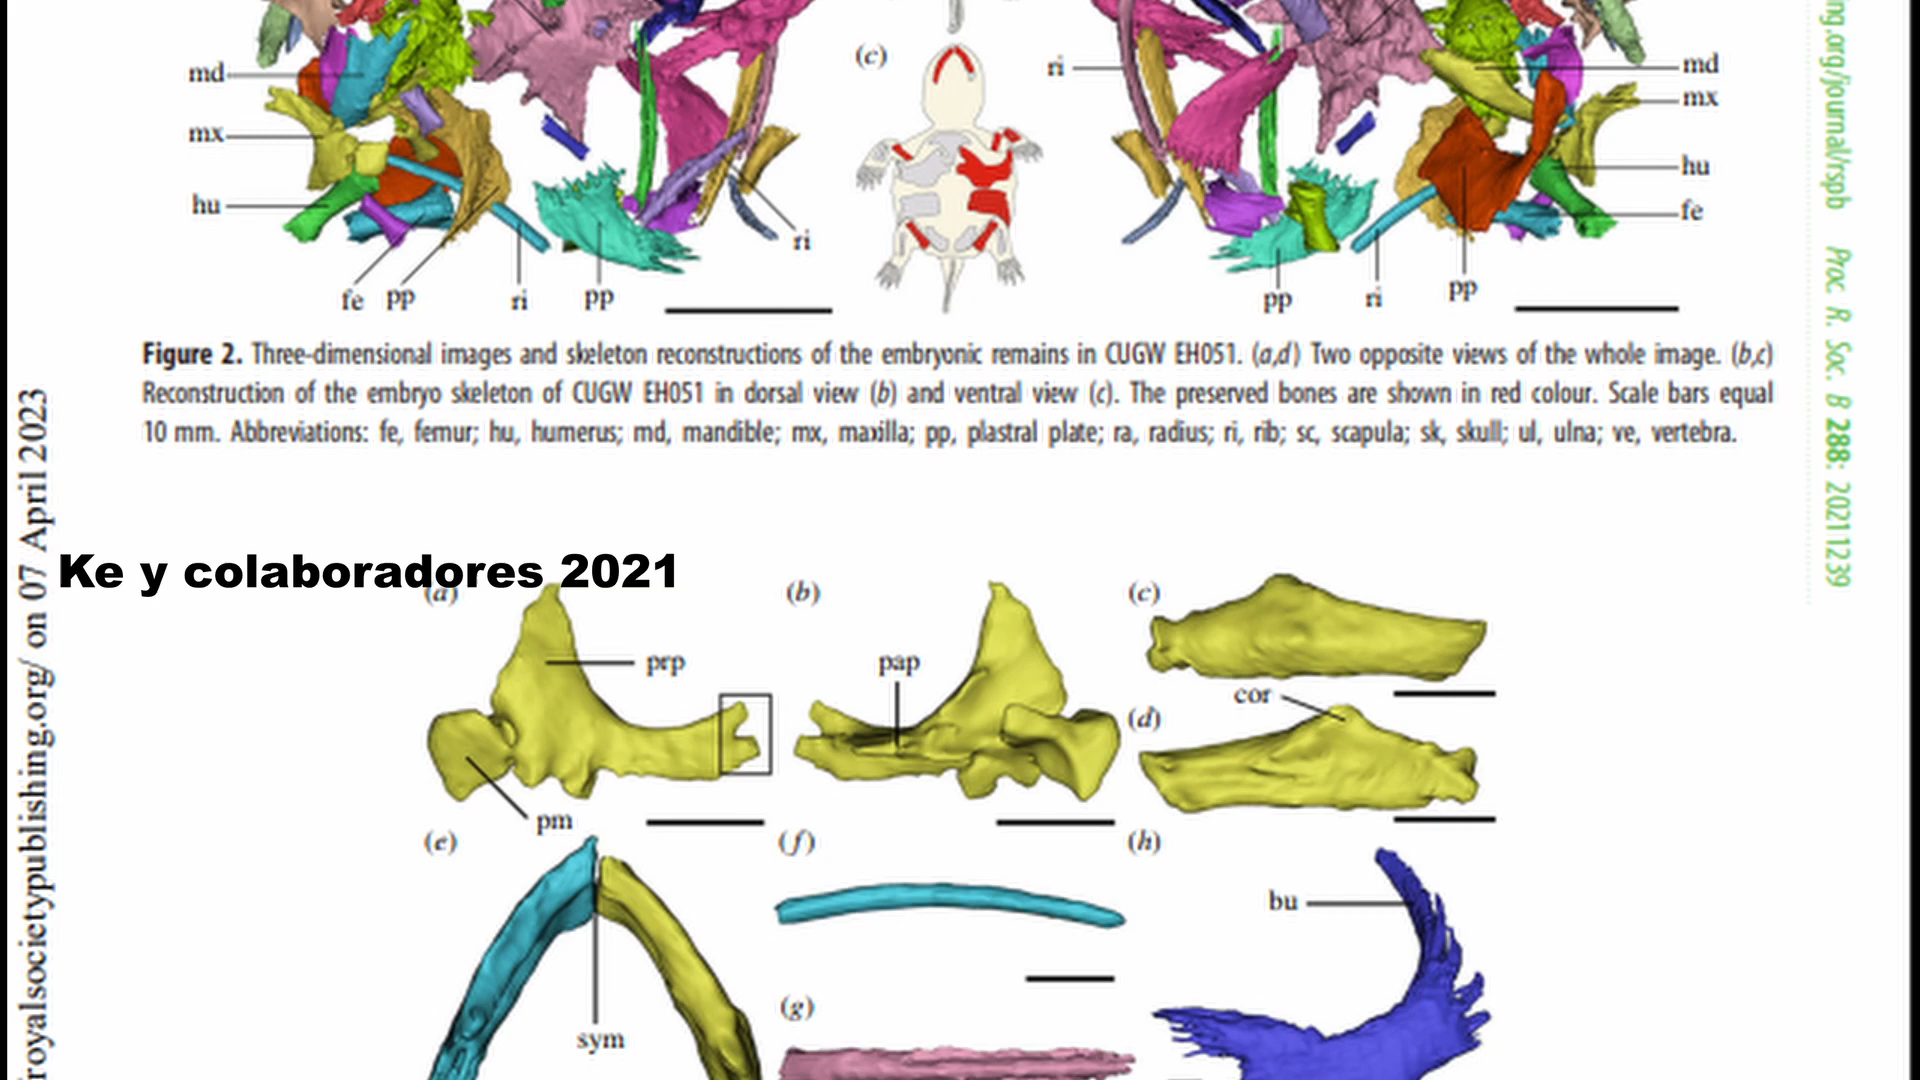 (c)
ri
md
md
mx
mx
hu
hu
fe
ri
fe
pp
ri
pp
pp
ri
pp
Figure 2. Three-dimensional images and skeleton reconstructions of the embryonic remains in CUGW EH051. (a,d) Two opposite views of the whole image. (b,c)
Reconstruction of the embryo skeleton of CUGW EH051 in dorsal view (b) and ventral view (c). The preserved bones are shown in red colour. Scale bars equal
10 mm. Abbreviations: fe, femur; hu, humerus; md, mandible; mx, maxilla; pp, plastral plate; ra, radius; ri, rib; sc, scapula; sk, skull; ul, ulna; ve, vertebra.
Ke y colaboradores 2021
(a)
(b)
(c)
prp
pap
cor
(d)
pm
(e)
(f)
(h)
bu
(g)
sym
royalsocietypublishing.org/ on 07 April 2023
ing.org/journal/rspb Proc. R. Soc. B 288: 20211239